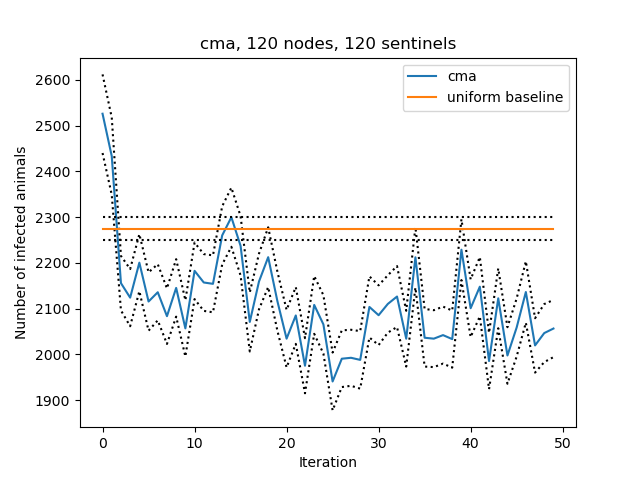 cma, 120 nodes, 120 sentinels
cma
uniform baseline
Number of infected animals
2600
2500
2400
2300
2200
2100
2000
1900
0 10 20 30 40 50
Iteration